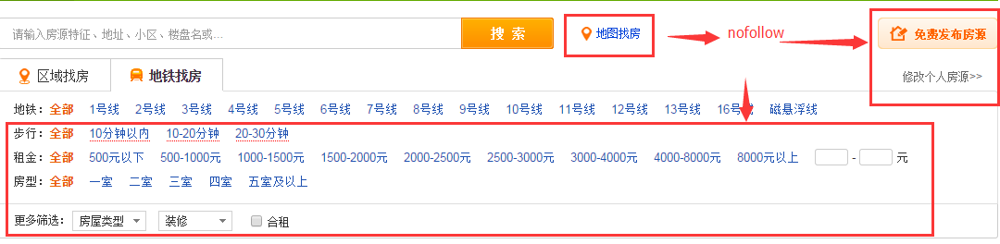 请输入房源特征、地址、小区、楼盘名或... 搜 索 地图找房 nofollow 免费发布房源
修改个人房源>>
区域找房 地铁找房
地铁： 全部 1号线 2号线 3号线 4号线 5号线 6号线 7号线 8号线 9号线 10号线 11号线 12号线 13号线 16号线 磁悬浮线
步行： 全部 10分钟以内 10-20分钟 20-30分钟
租金： 全部 500元以下 500-1000元 1000-1500元 1500-2000元 2000-2500元 2500-3000元 3000-4000元 4000-8000元 8000元以上 - 元
房型： 全部 一室 二室 三室 四室 五室及以上
更多筛选： 房屋类型 装修 合租